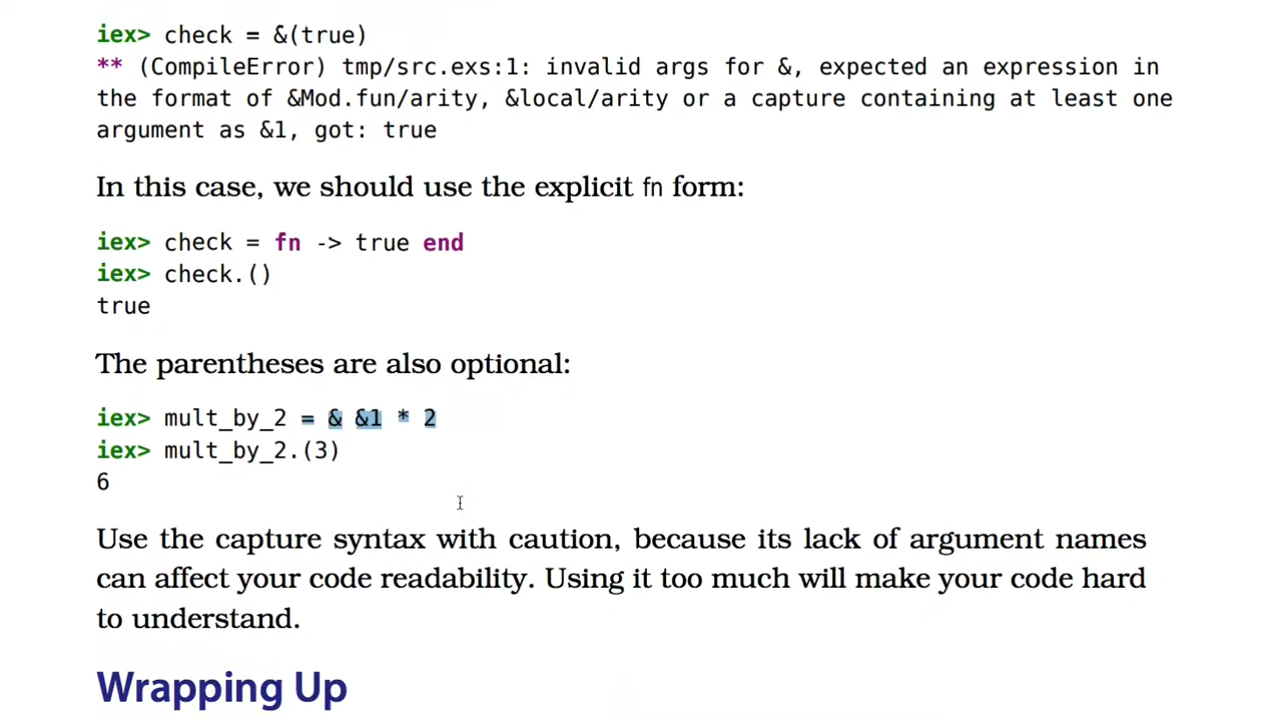 iex> check = &(true)
** (CompileError) tmp/src.exs:1: invalid args for &, expected an expression in
the format of &Mod.fun/arity, &local/arity or a capture containing at least one
argument as &1, got: true
In this case, we should use the explicit fn form:
iex> check = fn -> true end
iex> check.()
true
The parentheses are also optional:
iex> mult_by_2 = & &1 * 2
iex> mult_by_2.(3)
6
Use the capture syntax with caution, because its lack of argument names
can affect your code readability. Using it too much will make your code hard
to understand.
Wrapping Up